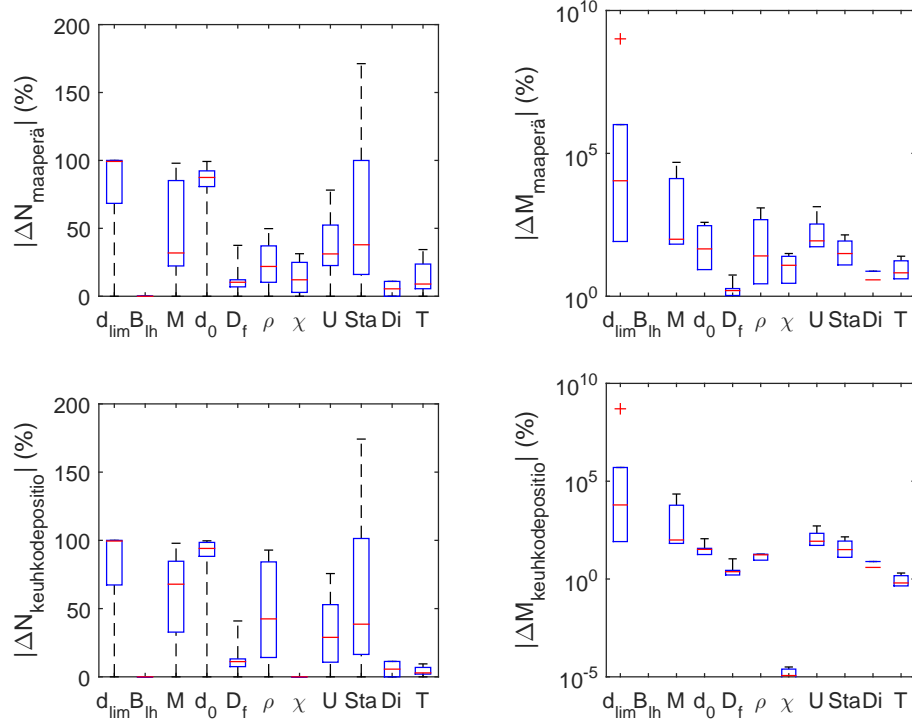 |ΔN_maaperä| (%)
200
150
100
50
0
d_lim B_lh M d_0 D_f ρ χ U Sta Di T
|ΔM_maaperä| (%)
10^10
10^5
10^0
d_lim B_lh M d_0 D_f ρ χ U Sta Di T
|ΔN_keuhkodepositio| (%)
200
150
100
50
0
d_lim B_lh M d_0 D_f ρ χ U Sta Di T
|ΔM_keuhkodepositio| (%)
10^10
10^5
10^0
10^-5
d_lim B_lh M d_0 D_f ρ χ U Sta Di T